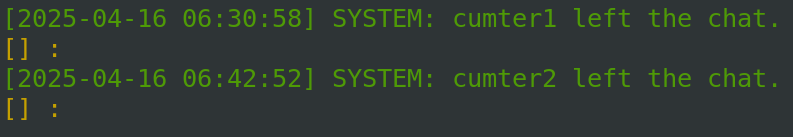 [2025-04-16 06:30:58] SYSTEM: cumter1 left the chat.
[] :
[2025-04-16 06:42:52] SYSTEM: cumter2 left the chat.
[] :